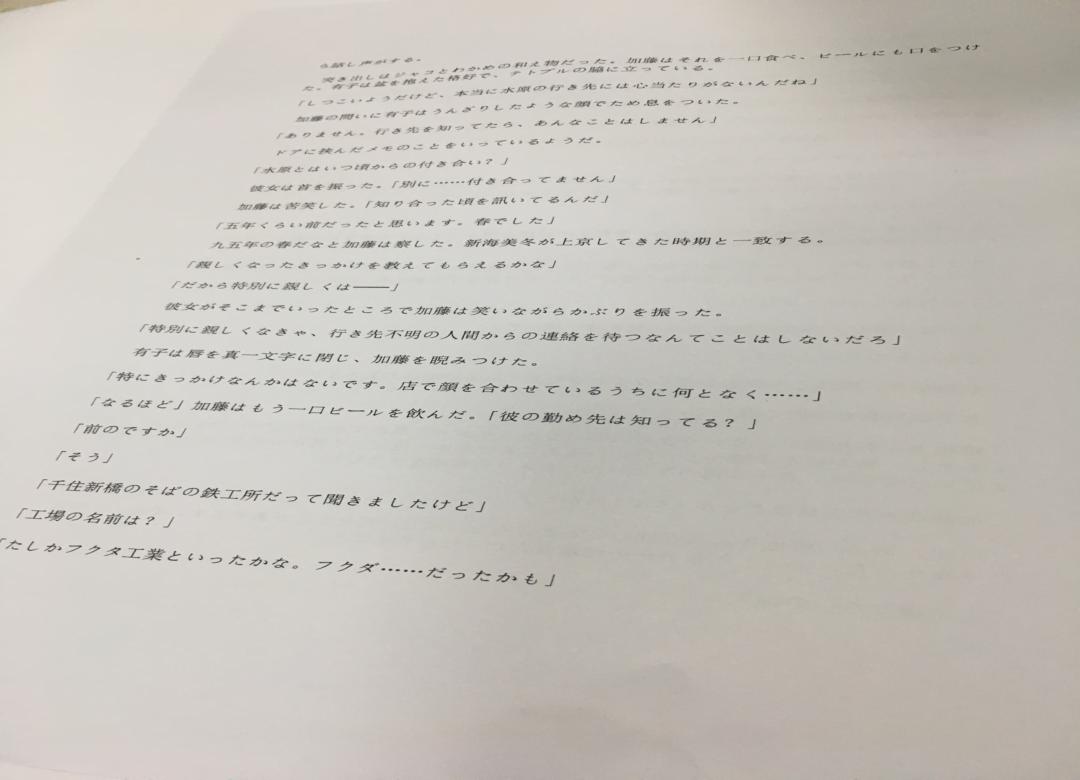 ら話し声がする。
突き出しはジャコとわかめの和え物だった。加藤はそれを一口食べ、ビールにも口をつけ
た。有子は盆を抱えた格好で、テトブルの脇に立っている。
「しつこいようだけど、本当に水原の行き先には心当たりがないんだね」
加藤の問いに有子はうんざりしたような顔でため息をついた。
「ありません。行き先を知ってたら、あんなことはしません」
ドアに挟んだメモのことをいっているようだ。
「水原とはいつ頃からの付き合い？」
彼女は首を振った。「別に……付き合ってません」
加藤は苦笑した。「知り合った頃を訊いてるんだ」
「五年くらい前だったと思います。春でした」
九五年の春だなと加藤は察した。新海美冬が上京してきた時期と一致する。
「親しくなったきっかけを教えてもらえるかな」
「だから特別に親しくは――」
彼女がそこまでいったところで加藤は笑いながらかぶりを振った。
「特別に親しくなきゃ、行き先不明の人間からの連絡を待つなんてことはしないだろ」
有子は唇を真一文字に閉じ、加藤を睨みつけた。
「特にきっかけなんかはないです。店で顔を合わせているうちに何となく……」
「なるほど」加藤はもう一口ビールを飲んだ。「彼の勤め先は知ってる？」
「前のですか」
「そう」
「千住新橋のそばの鉄工所だって聞きましたけど」
「工場の名前は？」
「たしかフクタ工業といったかな。フクダ……だったかも」